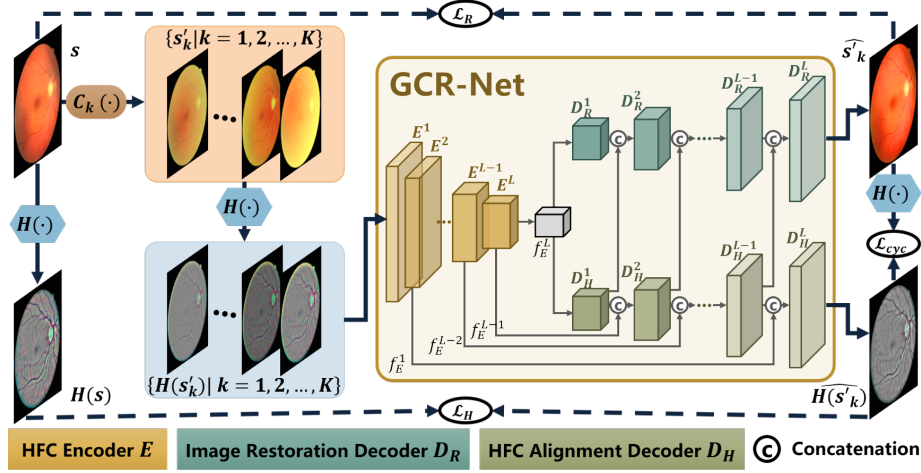 ℒ_R
s
{s′_k|k = 1, 2, ..., K}
ŝ′_k
C_k(·)
GCR-Net
E^1
E^2
E^{L-1}
E^L
f_E^L
D_R^1
D_R^2
D_R^{L-1}
D_R^L
H(·)
H(·)
H(·)
ℒ_cyc
D_H^1
D_H^2
D_H^{L-1}
D_H^L
C
C
C
C
C
C
f_E^1
f_E^{L-2}
f_E^{L-1}
H(s)
{H(s′_k)| k = 1, 2, ..., K}
Ĥ(s′_k)
ℒ_H
HFC Encoder E
Image Restoration Decoder D_R
HFC Alignment Decoder D_H
C Concatenation